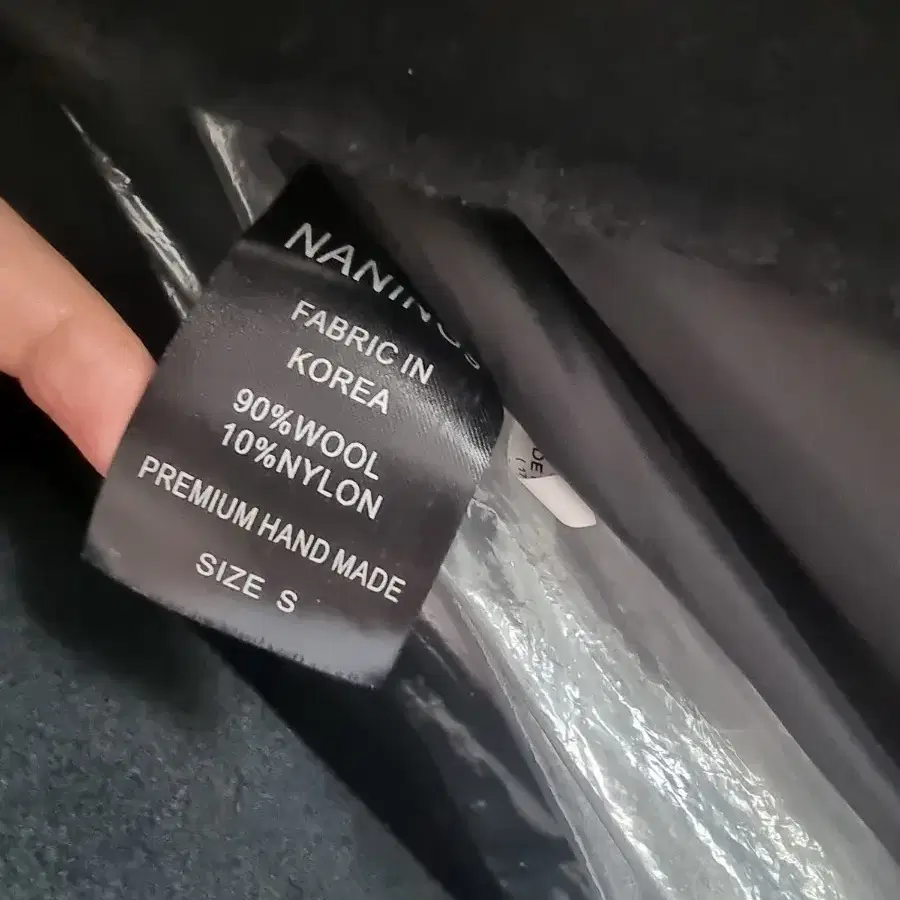 FABRIC IN
KOREA
90%WOOL
10%NYLON
PREMIUM HAND MADE
SIZE S